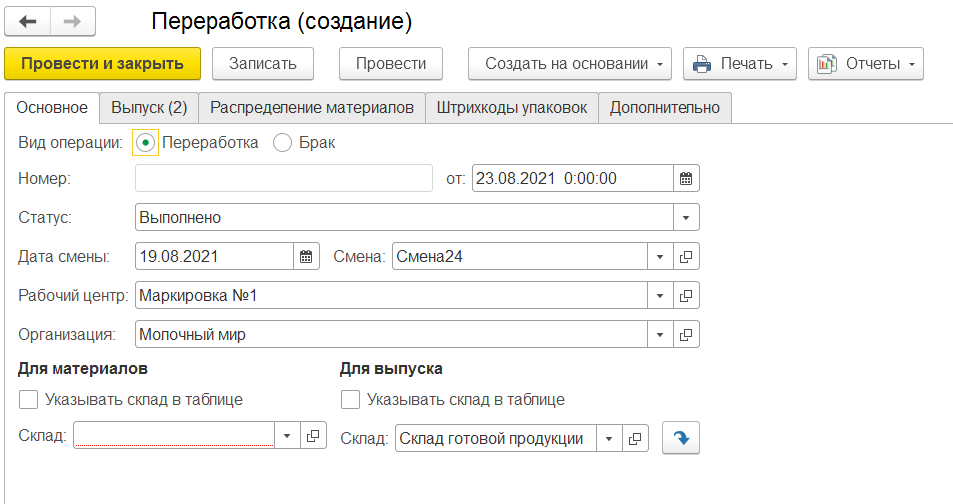 Переработка (создание)
Провести и закрыть Записать Провести Создать на основании Печать Отчеты
Основное Выпуск (2) Распределение материалов Штрихкоды упаковок Дополнительно
Вид операции: Переработка Брак
Номер: от: 23.08.2021 0:00:00
Статус: Выполнено
Дата смены: 19.08.2021 Смена: Смена24
Рабочий центр: Маркировка №1
Организация: Молочный мир
Для материалов Для выпуска
Указывать склад в таблице Указывать склад в таблице
Склад: Склад: Склад готовой продукции